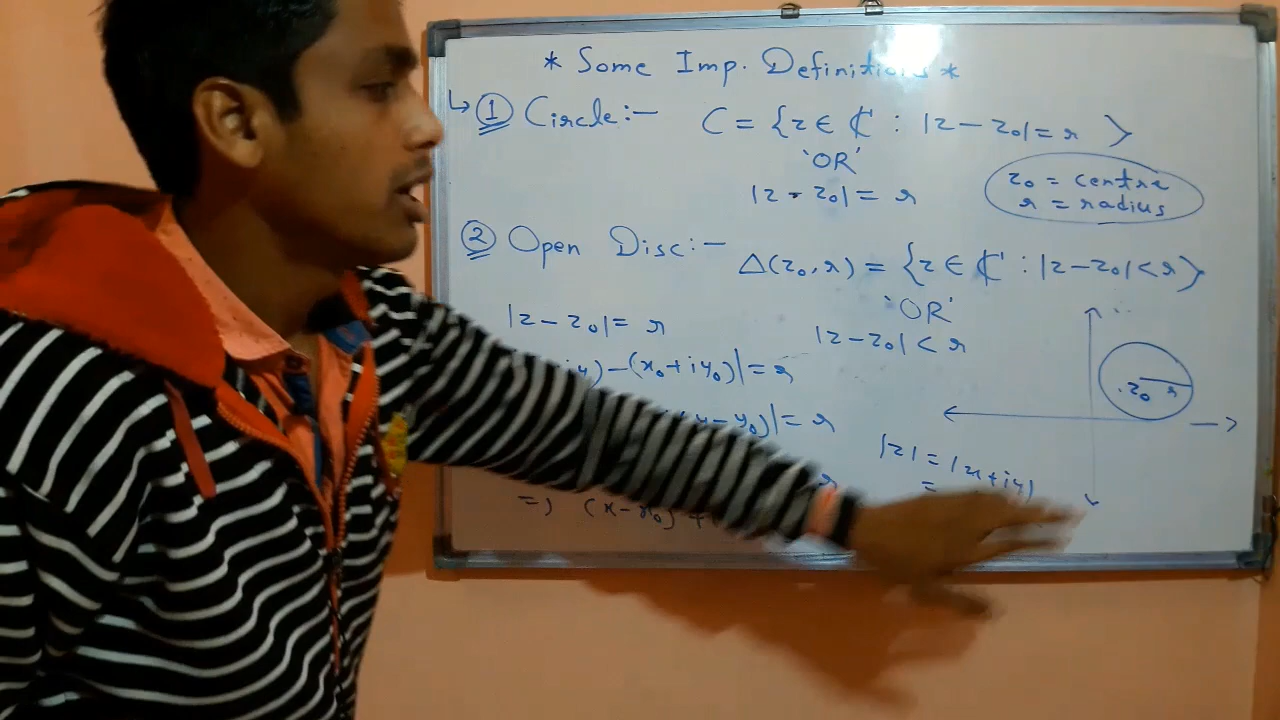 * Some Imp. Definitions *
↳ ① Circle:- C = {z ∈ ℂ : |z - z₀| = r }
'OR'
|z - z₀| = r
z₀ = centre
r = radius
② Open Disc:- Δ(z₀, r) = {z ∈ ℂ : |z - z₀| < r}
'OR'
|z - z₀| < r
|z - z₀| = r
y) - (x₀ + iy₀)| = r
y - y₀)| = r
r
=) (x - x₀) +
z₀ r
|z| = |x + iy|
=